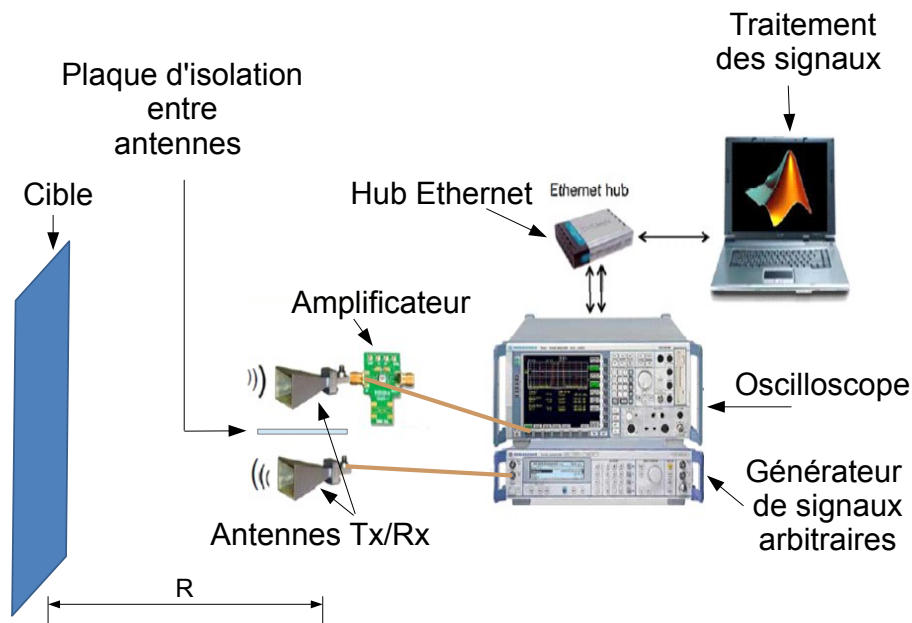 Traitement
des signaux
Plaque d'isolation
entre
antennes
Cible
Hub Ethernet
Ethernet hub
Amplificateur
Oscilloscope
Générateur
de signaux
arbitraires
Antennes Tx/Rx
R